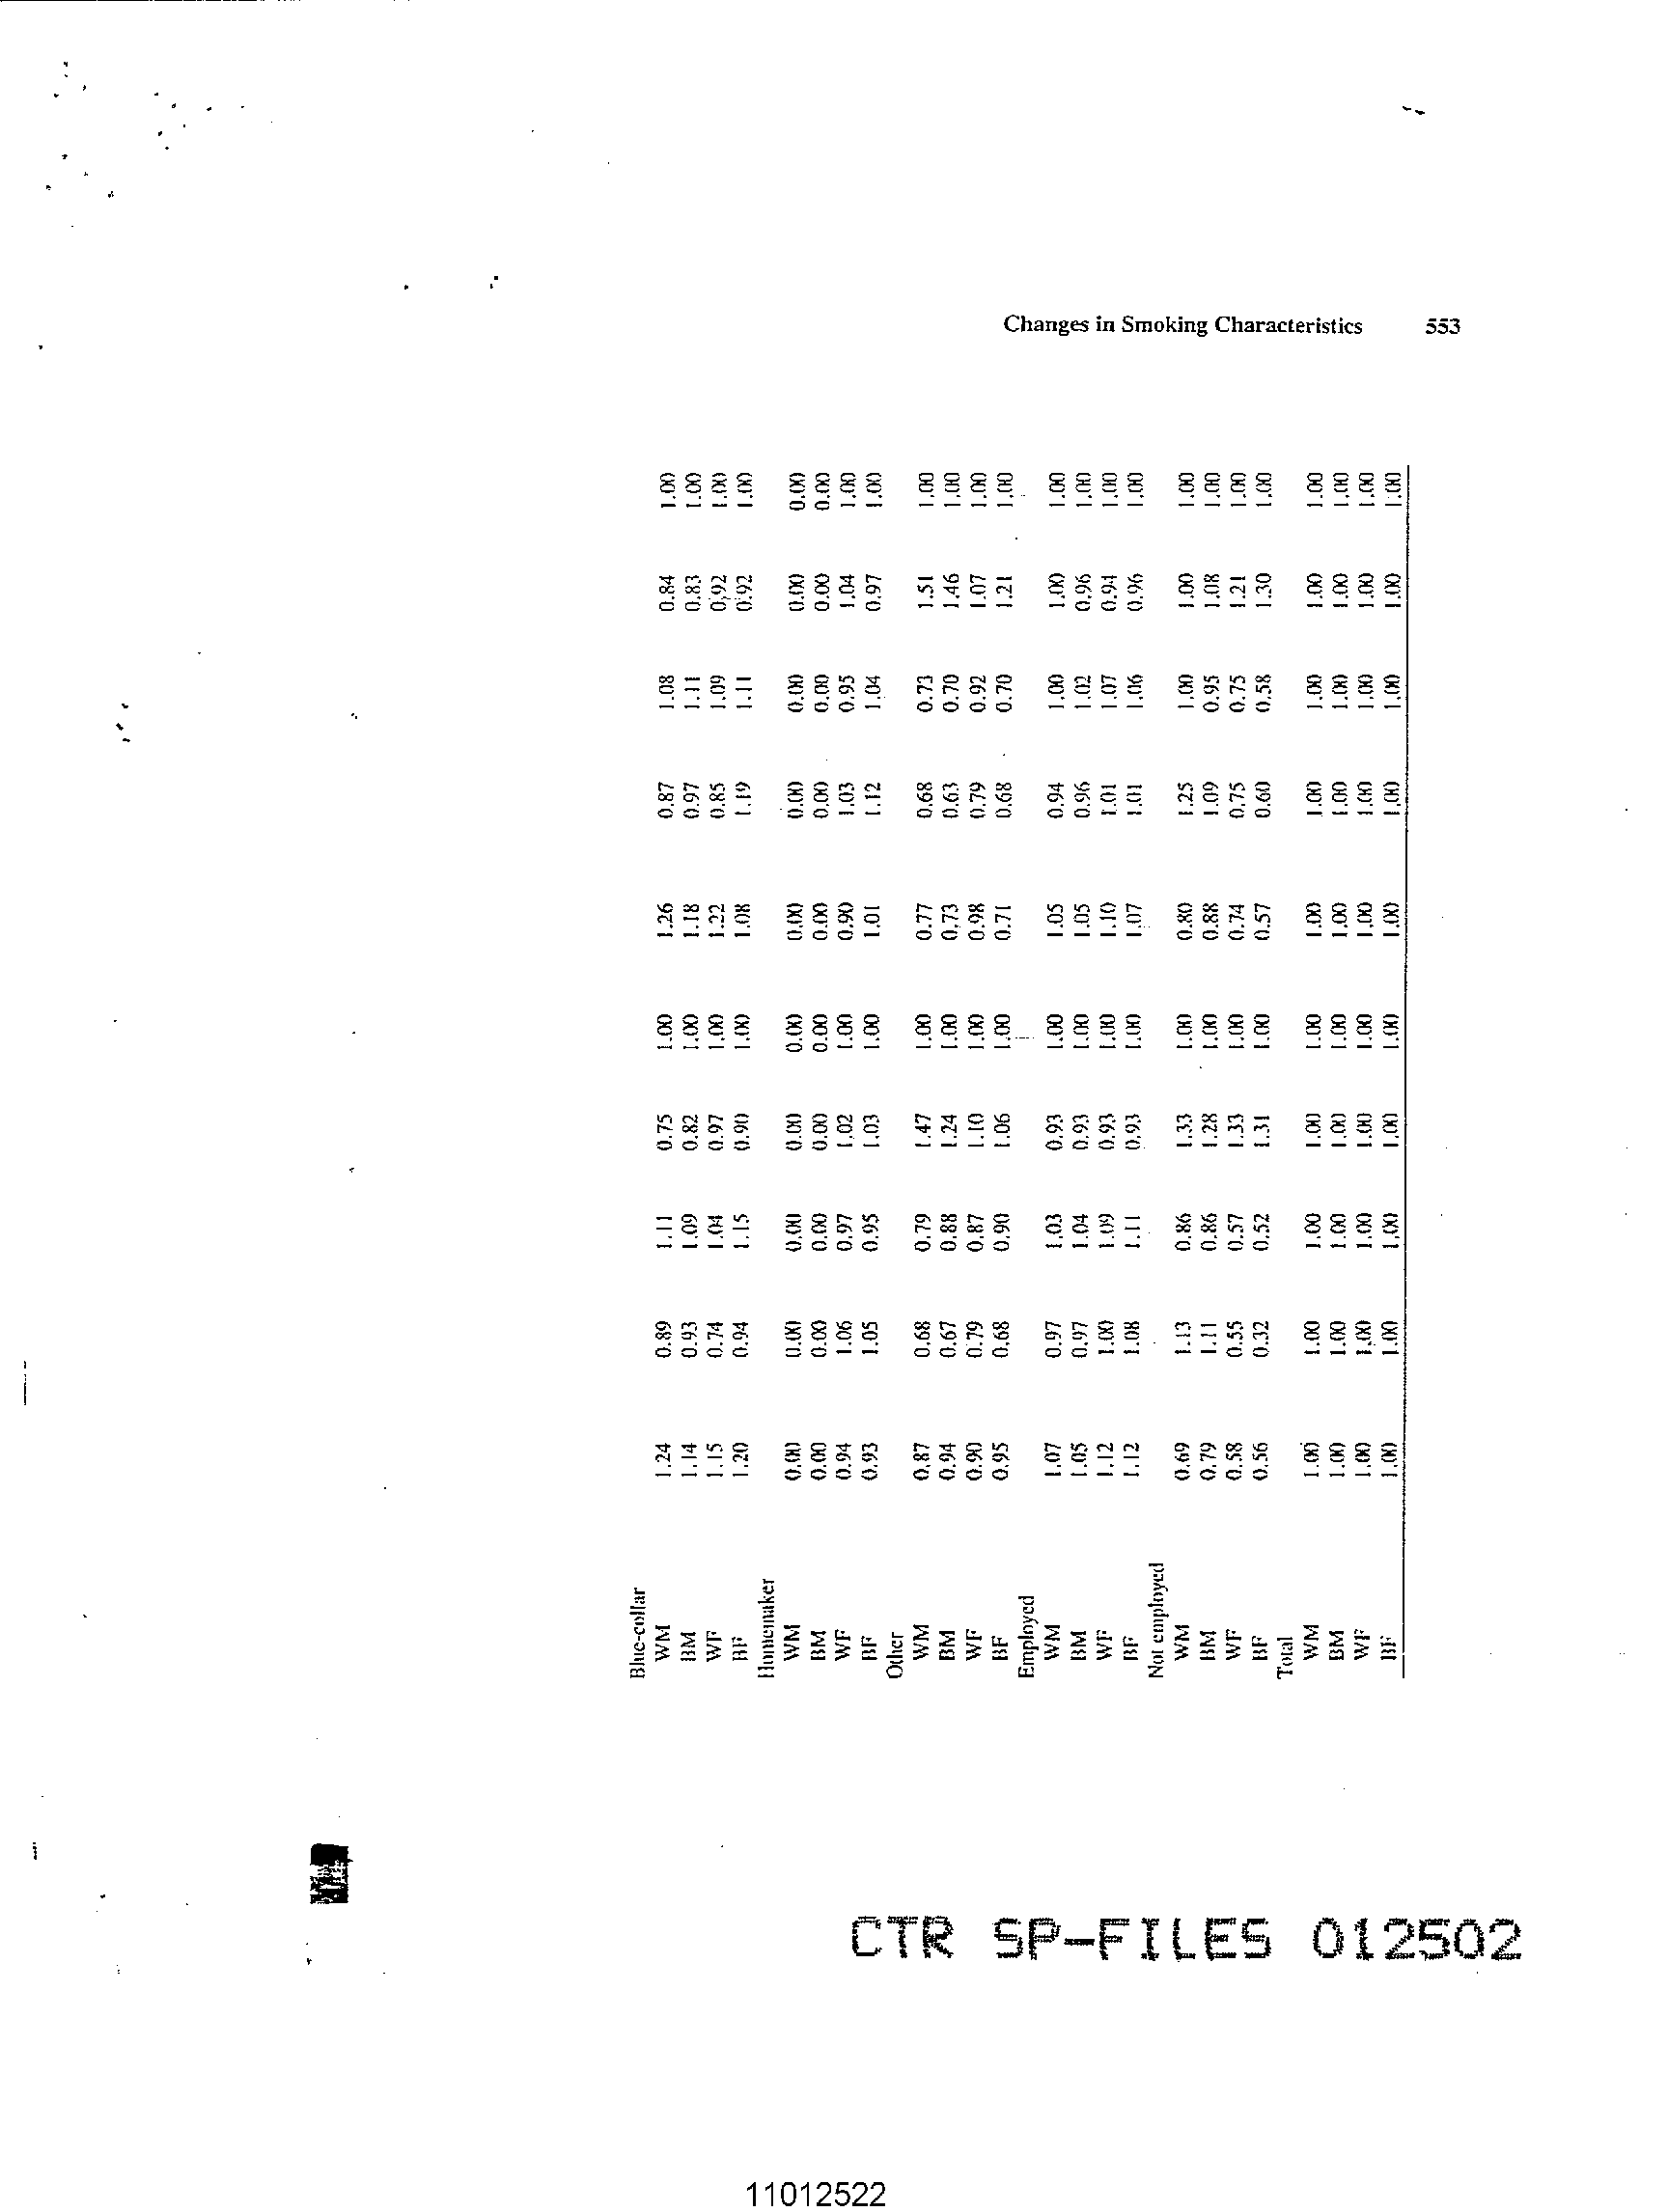 Changes in Smoking Characteristics 553
Blue-collar
WM 1.24 0.89 1.11 0.75 1.00 1.26 0.87 1.08 0.84 1.00
BM 1.14 0.93 1.09 0.82 1.00 1.18 0.97 1.11 0.83 1.00
WF 1.15 0.74 1.04 0.97 1.00 1.22 0.85 1.09 0.92 1.00
BF 1.20 0.94 1.15 0.90 1.00 1.08 1.19 1.11 0.92 1.00
Homemaker
WM 0.00 0.00 0.00 0.00 0.00 0.00 0.00 0.00 0.00 0.00
BM 0.00 0.00 0.00 0.00 0.00 0.00 0.00 0.00 0.00 0.00
WF 0.94 1.06 0.97 1.02 1.00 0.90 1.03 0.95 1.04 1.00
BF 0.93 1.05 0.95 1.03 1.00 1.01 1.12 1.04 0.97 1.00
Other
WM 0.87 0.68 0.79 1.47 1.00 0.77 0.68 0.73 1.51 1.00
BM 0.94 0.67 0.88 1.24 1.00 0.73 0.63 0.70 1.46 1.00
WF 0.90 0.79 0.87 1.10 1.00 0.98 0.79 0.92 1.07 1.00
BF 0.95 0.68 0.90 1.06 1.00 0.71 0.68 0.70 1.21 1.00
Employed
WM 1.07 0.97 1.03 0.93 1.00 1.05 0.94 1.00 1.00 1.00
BM 1.05 0.97 1.04 0.93 1.00 1.05 0.96 1.02 0.96 1.00
WF 1.12 1.00 1.09 0.93 1.00 1.10 1.01 1.07 0.94 1.00
BF 1.12 1.08 1.11 0.93 1.00 1.07 1.01 1.06 0.96 1.00
Not employed
WM 0.69 1.13 0.86 1.33 1.00 0.80 1.25 1.00 1.00 1.00
BM 0.79 1.11 0.86 1.28 1.00 0.88 1.09 0.95 1.08 1.00
WF 0.58 0.55 0.57 1.33 1.00 0.74 0.75 0.75 1.21 1.00
BF 0.56 0.32 0.52 1.31 1.00 0.57 0.60 0.58 1.30 1.00
Total
WM 1.00 1.00 1.00 1.00 1.00 1.00 1.00 1.00 1.00 1.00
BM 1.00 1.00 1.00 1.00 1.00 1.00 1.00 1.00 1.00 1.00
WF 1.00 1.00 1.00 1.00 1.00 1.00 1.00 1.00 1.00 1.00
BF 1.00 1.00 1.00 1.00 1.00 1.00 1.00 1.00 1.00 1.00
CTR SP-FILES 012502
11012522